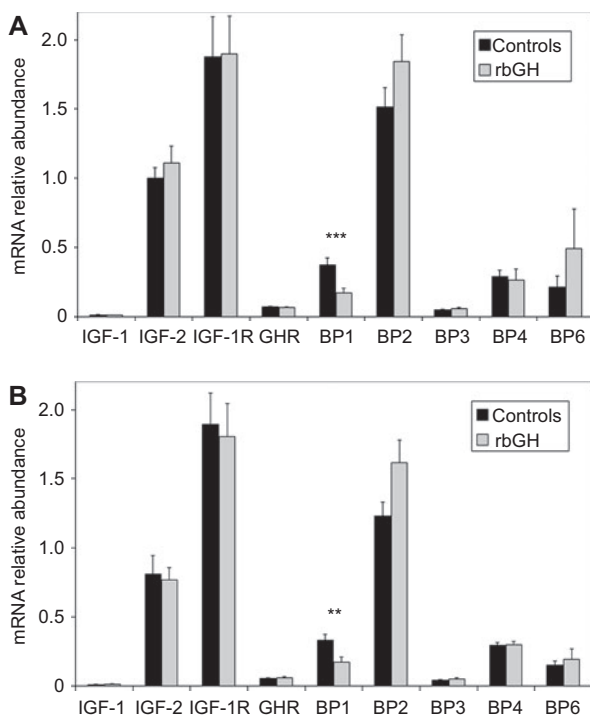 A
mRNA relative abundance
2.0
1.5
1.0
0.5
0
Controls
rbGH
***
IGF-1 IGF-2 IGF-1R GHR BP1 BP2 BP3 BP4 BP6
B
mRNA relative abundance
2.0
1.5
1.0
0.5
0
Controls
rbGH
**
IGF-1 IGF-2 IGF-1R GHR BP1 BP2 BP3 BP4 BP6